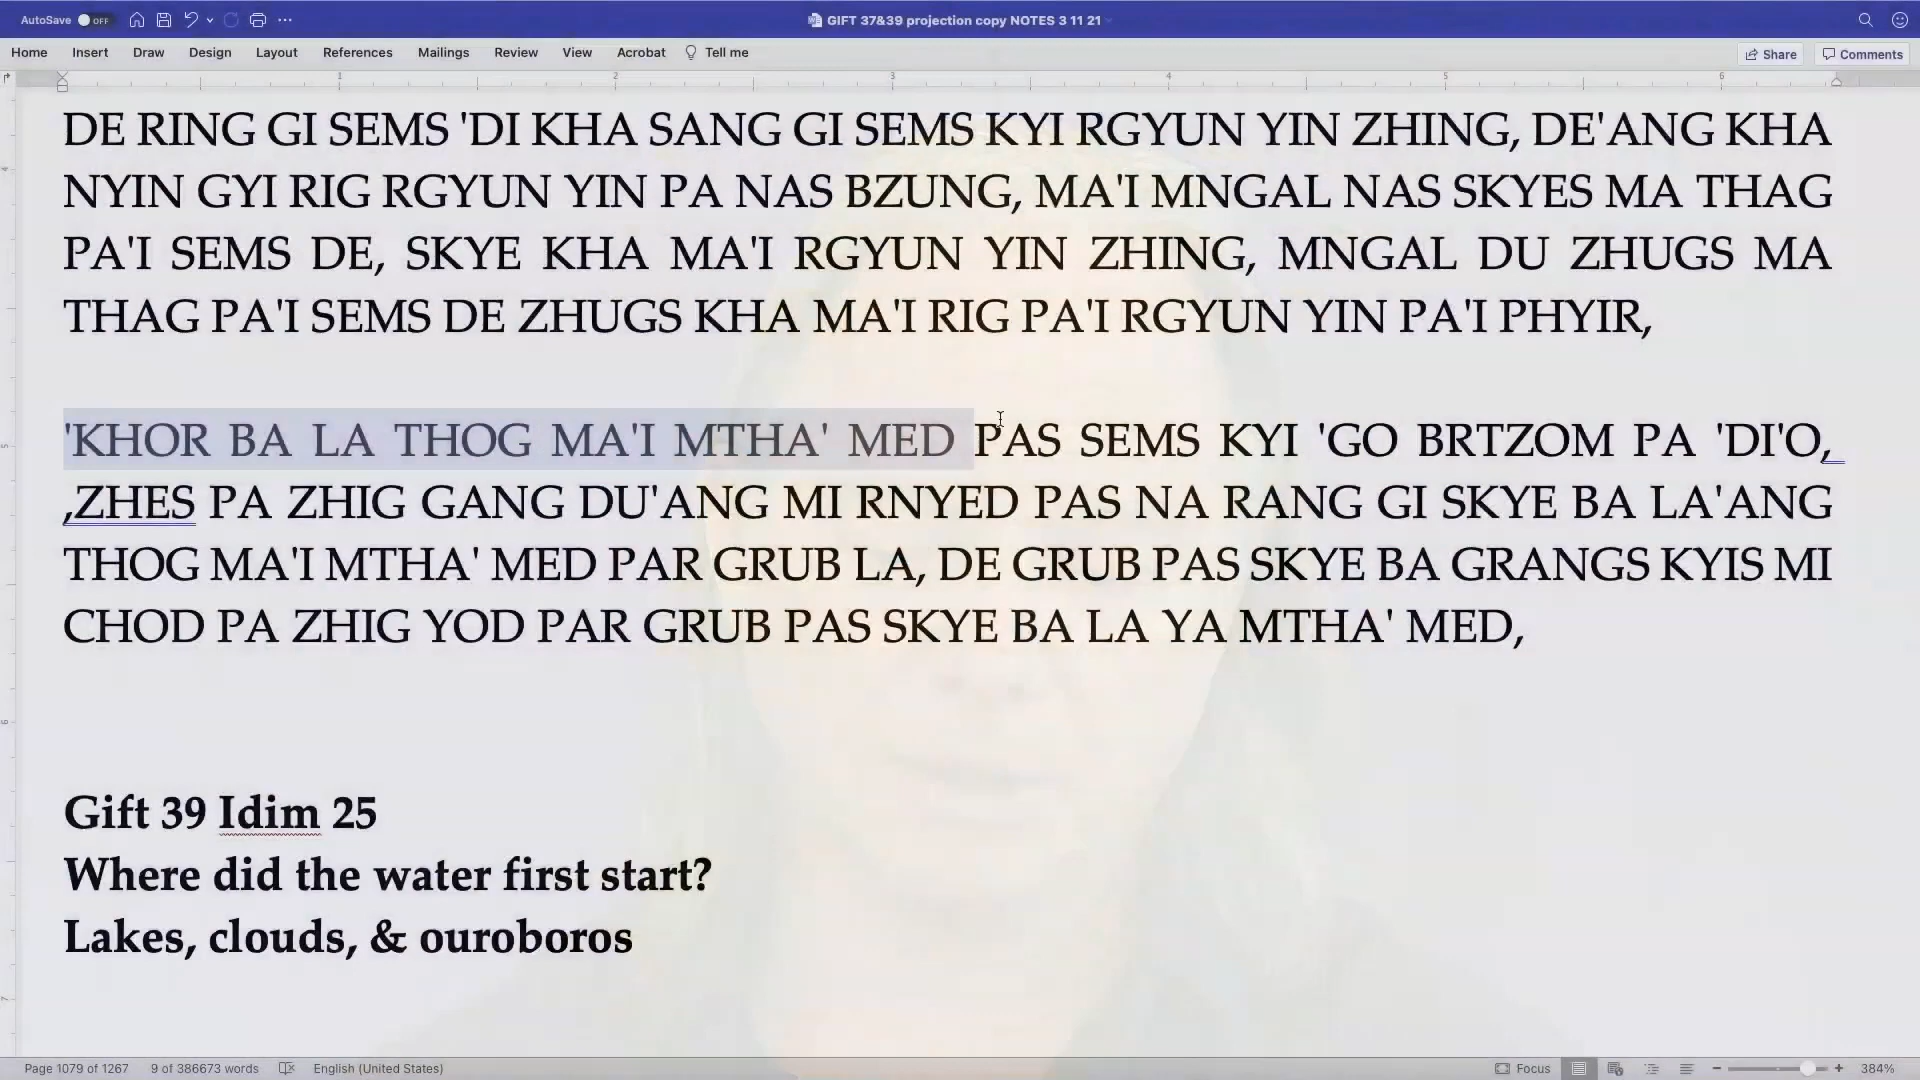 AutoSave OFF
GIFT 37&39 projection copy NOTES 3 11 21
Home Insert Draw Design Layout References Mailings Review View Acrobat Tell me
Share Comments
1 2 3 4 5 6
DE RING GI SEMS 'DI KHA SANG GI SEMS KYI RGYUN YIN ZHING, DE'ANG KHA
NYIN GYI RIG RGYUN YIN PA NAS BZUNG, MA'I MNGAL NAS SKYES MA THAG
PA'I SEMS DE, SKYE KHA MA'I RGYUN YIN ZHING, MNGAL DU ZHUGS MA
THAG PA'I SEMS DE ZHUGS KHA MA'I RIG PA'I RGYUN YIN PA'I PHYIR,
'KHOR BA LA THOG MA'I MTHA' MED PAS SEMS KYI 'GO BRTZOM PA 'DI'O,
,ZHES PA ZHIG GANG DU'ANG MI RNYED PAS NA RANG GI SKYE BA LA'ANG
THOG MA'I MTHA' MED PAR GRUB LA, DE GRUB PAS SKYE BA GRANGS KYIS MI
CHOD PA ZHIG YOD PAR GRUB PAS SKYE BA LA YA MTHA' MED,
Gift 39 Idim 25
Where did the water first start?
Lakes, clouds, & ouroboros
Page 1079 of 1267 9 of 386673 words English (United States) Focus 384%